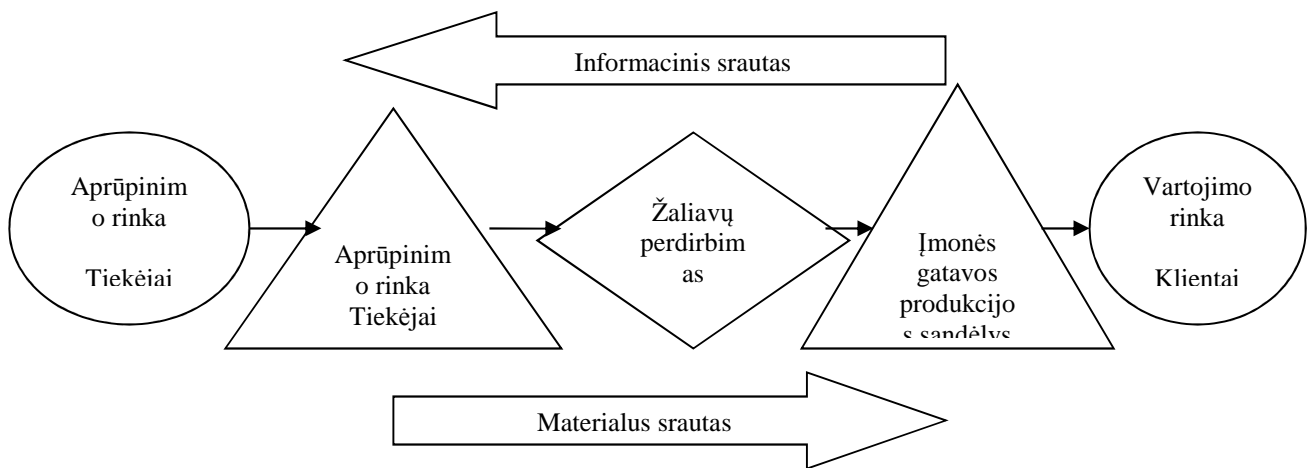 Informacinis srautas
Aprūpinim
o rinka
Tiekėjai
Aprūpinim
o rinka
Tiekėjai
Žaliavų
perdirbim
as
Įmonės
gatavos
produkcijo
s sandėlys
Vartojimo
rinka
Klientai
Materialus srautas